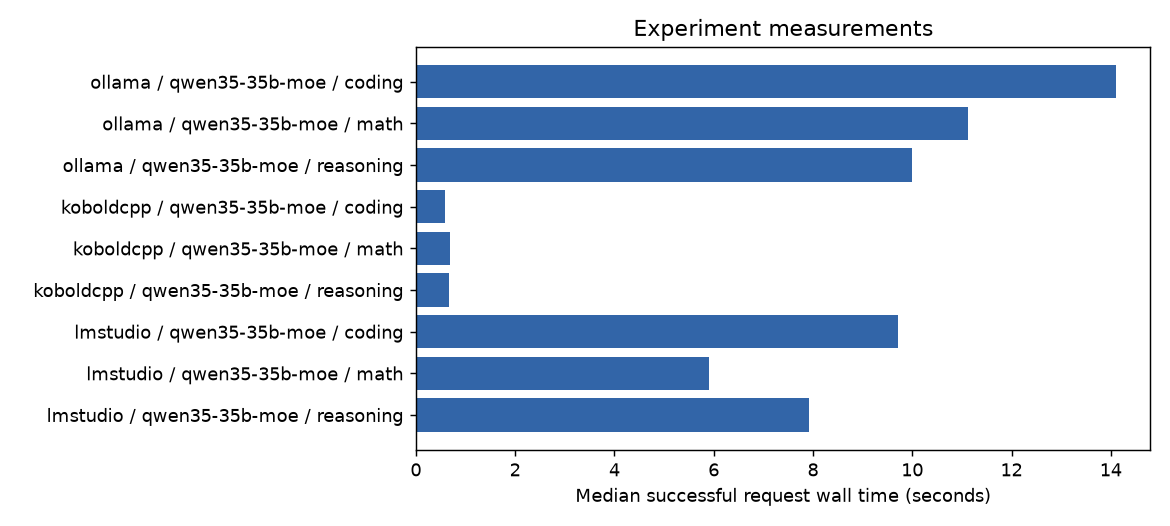 Experiment measurements
ollama / qwen35-35b-moe / coding
ollama / qwen35-35b-moe / math
ollama / qwen35-35b-moe / reasoning
koboldcpp / qwen35-35b-moe / coding
koboldcpp / qwen35-35b-moe / math
koboldcpp / qwen35-35b-moe / reasoning
lmstudio / qwen35-35b-moe / coding
lmstudio / qwen35-35b-moe / math
lmstudio / qwen35-35b-moe / reasoning
0 2 4 6 8 10 12 14
Median successful request wall time (seconds)